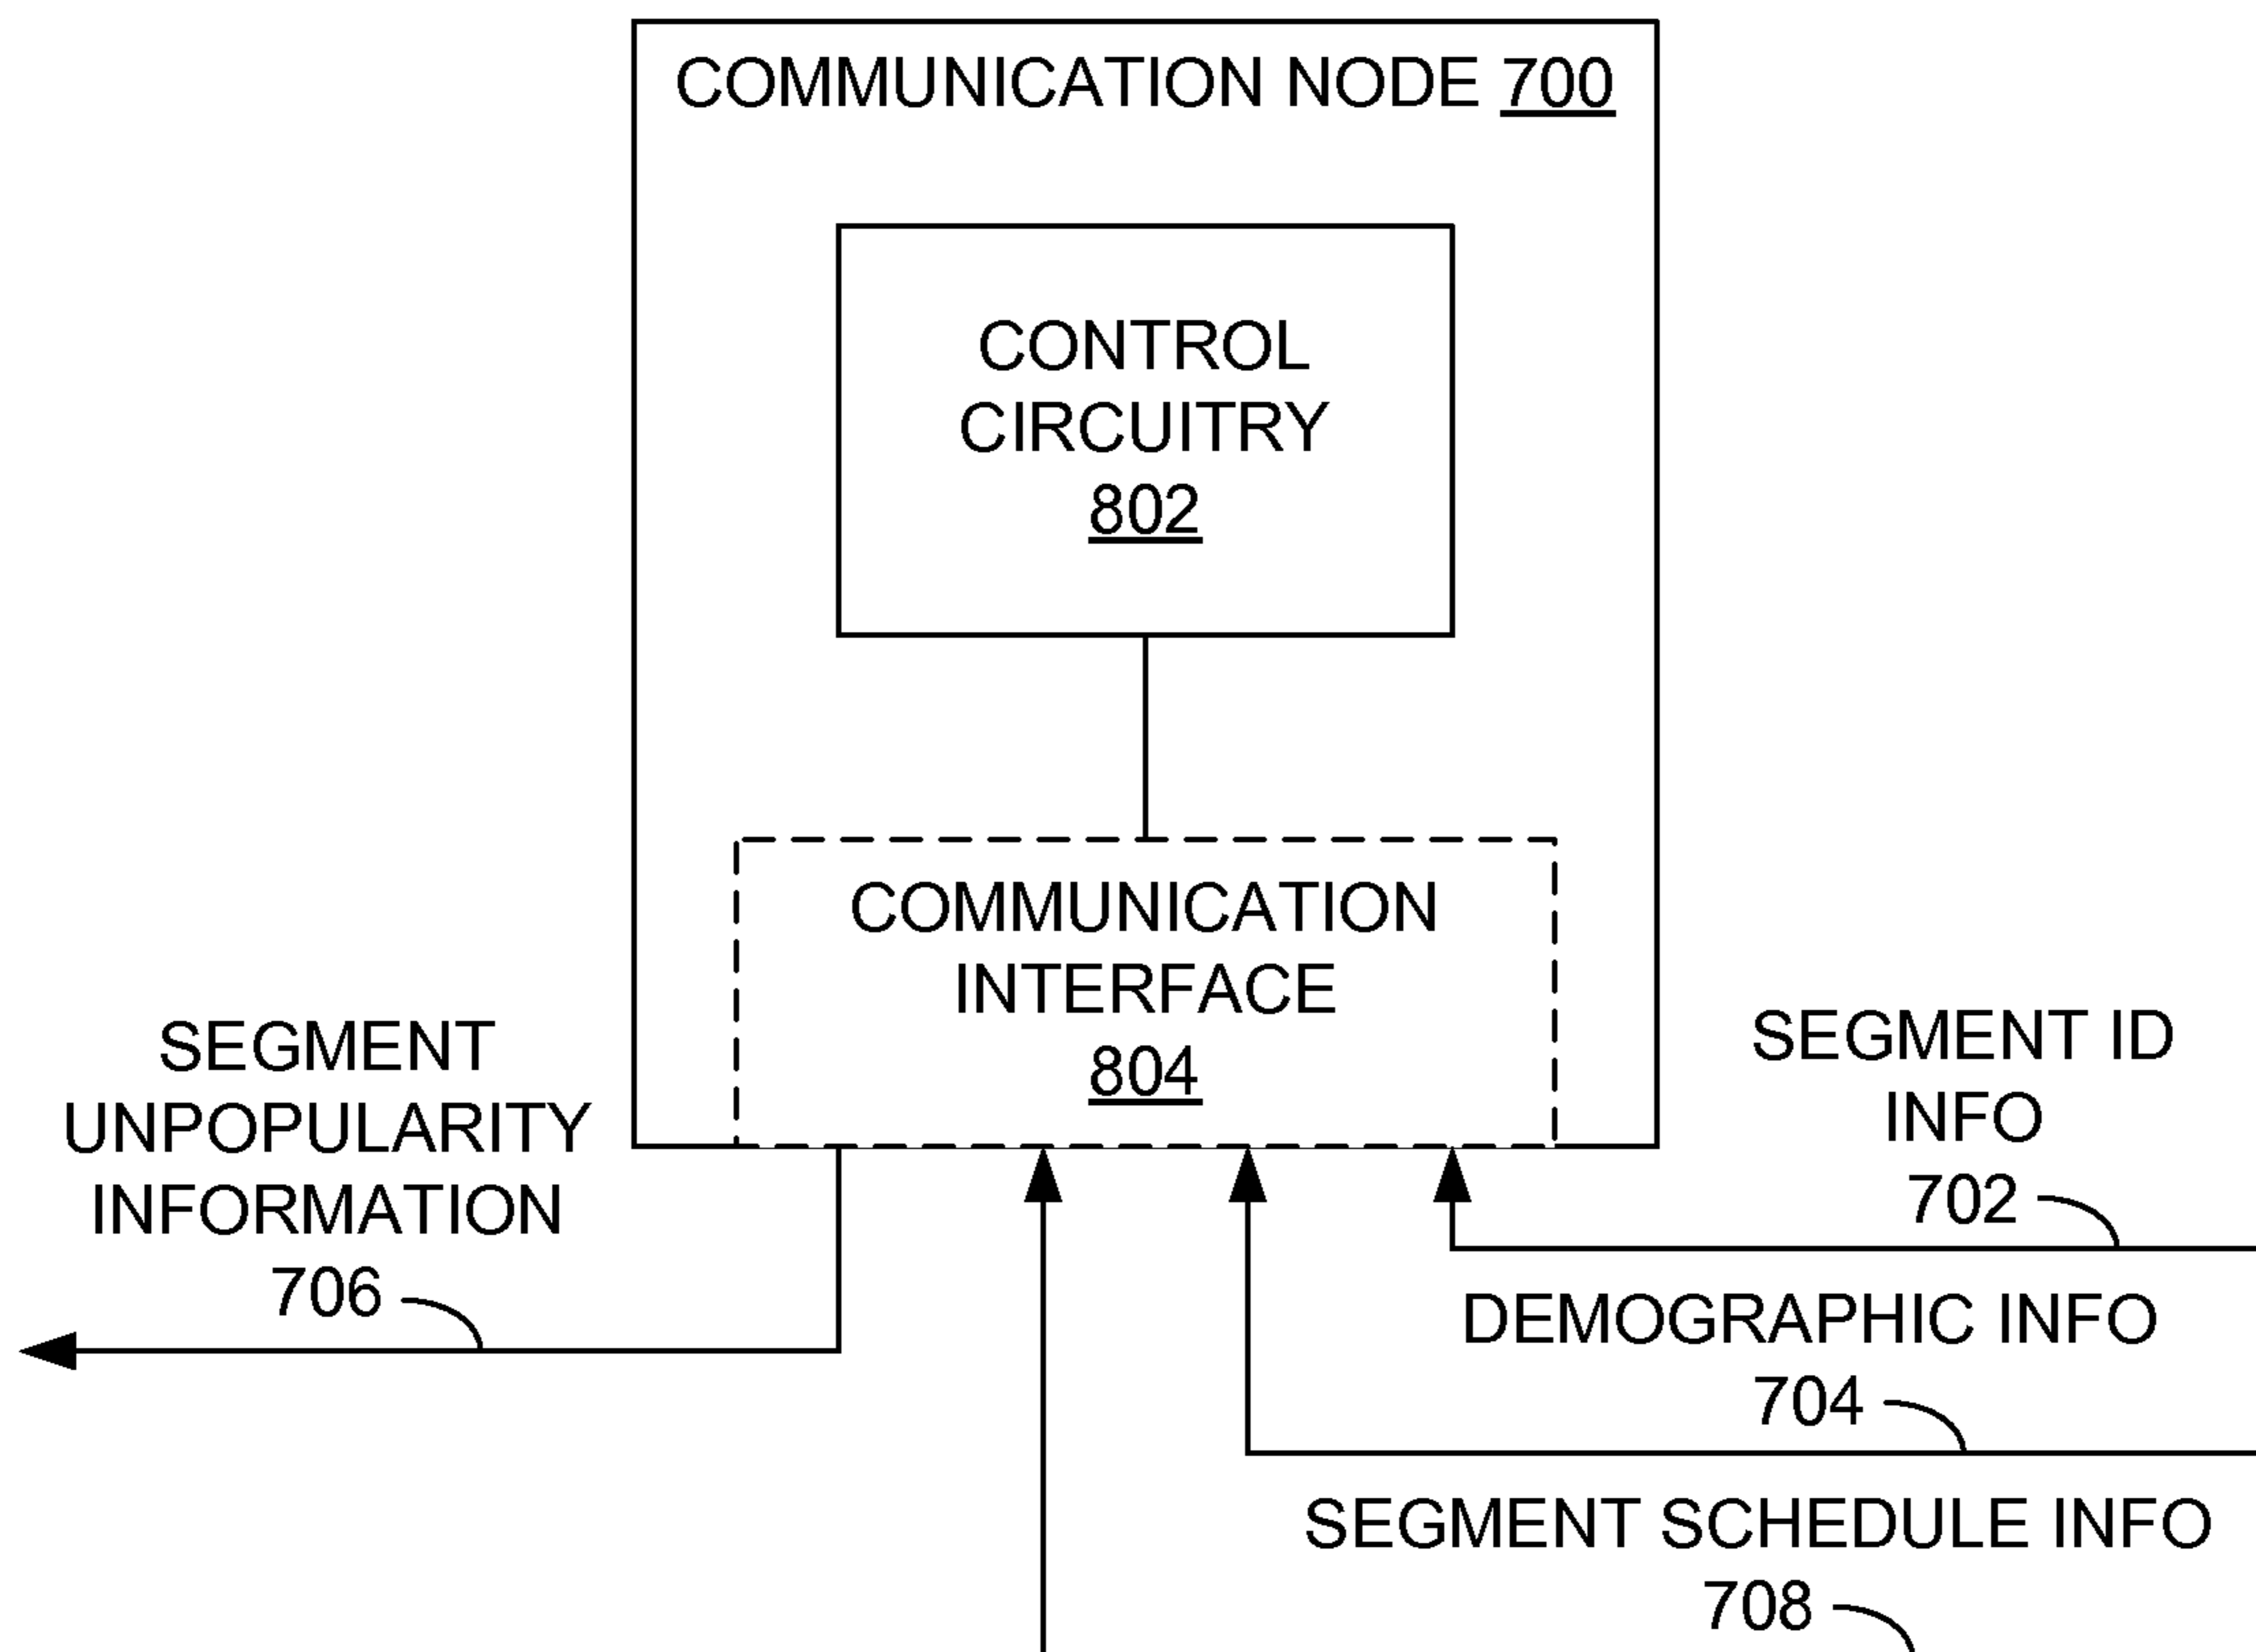 COMMUNICATION NODE 700
CONTROL
CIRCUITRY
802
COMMUNICATION
INTERFACE
804
SEGMENT
UNPOPULARITY
INFORMATION
706
SEGMENT ID
INFO
702
DEMOGRAPHIC INFO
704
SEGMENT SCHEDULE INFO
708